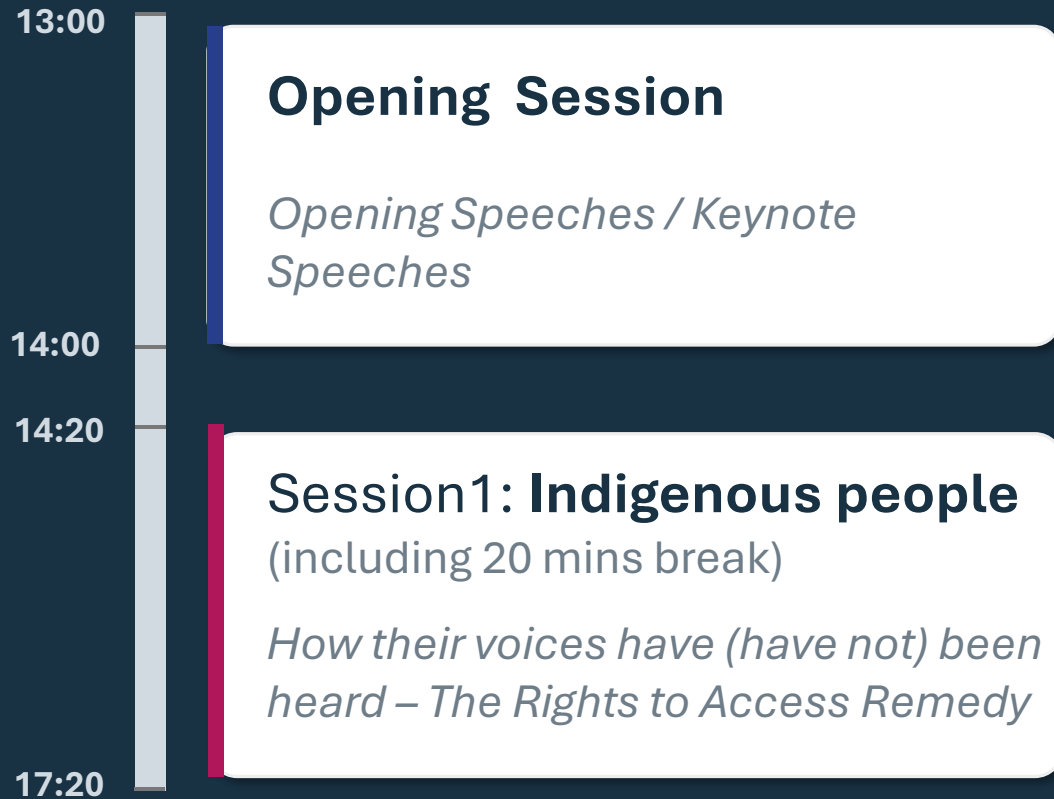 13:00
Opening Session
Opening Speeches / Keynote
Speeches
14:00
14:20
Session1: Indigenous people
(including 20 mins break)
How their voices have (have not) been
heard – The Rights to Access Remedy
17:20